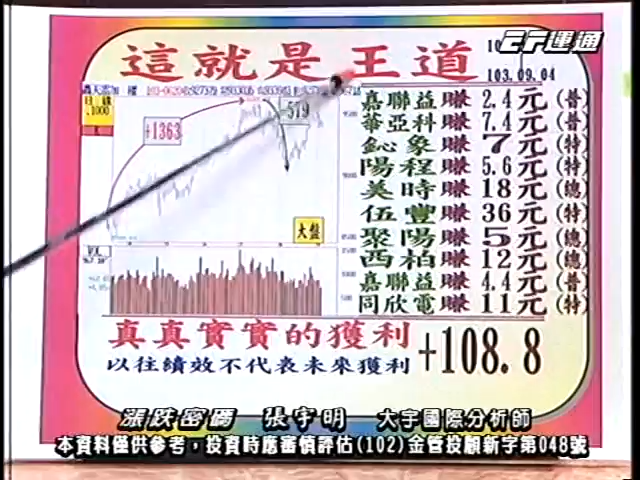 這就是王道
EF運通
103.09.04
日線
.1000
+1363
-519
大盤
嘉聯益賺2.4元(普)
華亞科賺7.4元(普)
鈊象賺7元(特)
陽程賺5.6元(特)
美時賺18元(總)
伍豐賺36元(特)
聚陽賺5元(總)
西柏賺12元(總)
嘉聯益賺4.4元(普)
同欣電賺11元(特)
真真實實的獲利
以往績效不代表未來獲利
+108.8
漲跌密碼 張宇明 大宇國際分析師
本資料僅供參考，投資時應審慎評估(102)金管投顧新字第048號